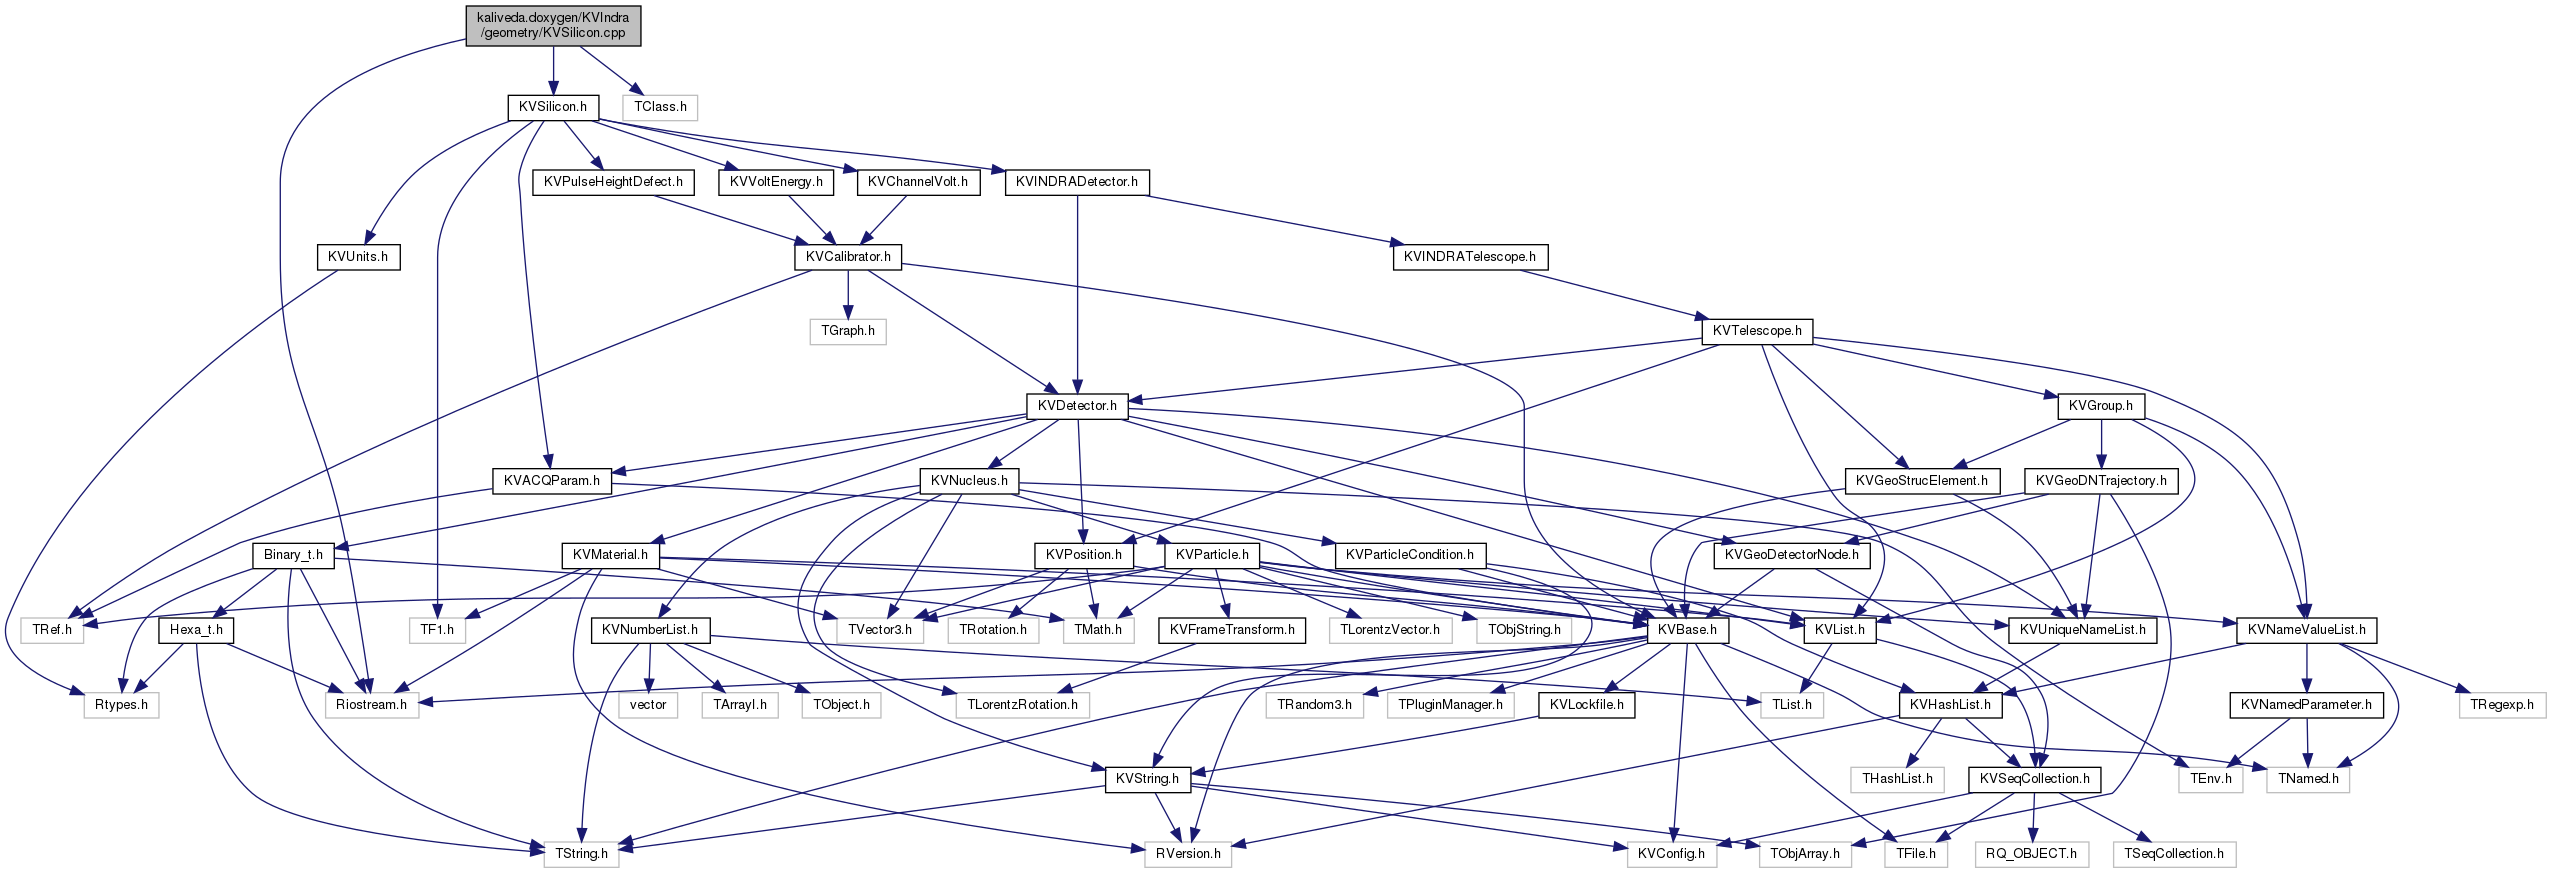 kaliveda.doxygen/KVIndra
/geometry/KVSilicon.cpp
KVSilicon.h
TClass.h
KVPulseHeightDefect.h
KVVoltEnergy.h
KVChannelVolt.h
KVINDRADetector.h
KVUnits.h
KVCalibrator.h
KVINDRATelescope.h
TGraph.h
KVTelescope.h
KVDetector.h
KVGroup.h
KVACQParam.h
KVNucleus.h
KVGeoStrucElement.h
KVGeoDNTrajectory.h
Binary_t.h
KVMaterial.h
KVPosition.h
KVParticle.h
KVParticleCondition.h
KVGeoDetectorNode.h
TRef.h
Hexa_t.h
TF1.h
KVNumberList.h
TVector3.h
TRotation.h
TMath.h
KVFrameTransform.h
TLorentzVector.h
TObjString.h
KVBase.h
KVList.h
KVUniqueNameList.h
KVNameValueList.h
Rtypes.h
Riostream.h
vector
TArrayI.h
TObject.h
TLorentzRotation.h
TRandom3.h
TPluginManager.h
KVLockfile.h
TList.h
KVHashList.h
KVNamedParameter.h
TRegexp.h
KVString.h
THashList.h
KVSeqCollection.h
TEnv.h
TNamed.h
TString.h
RVersion.h
KVConfig.h
TObjArray.h
TFile.h
RQ_OBJECT.h
TSeqCollection.h